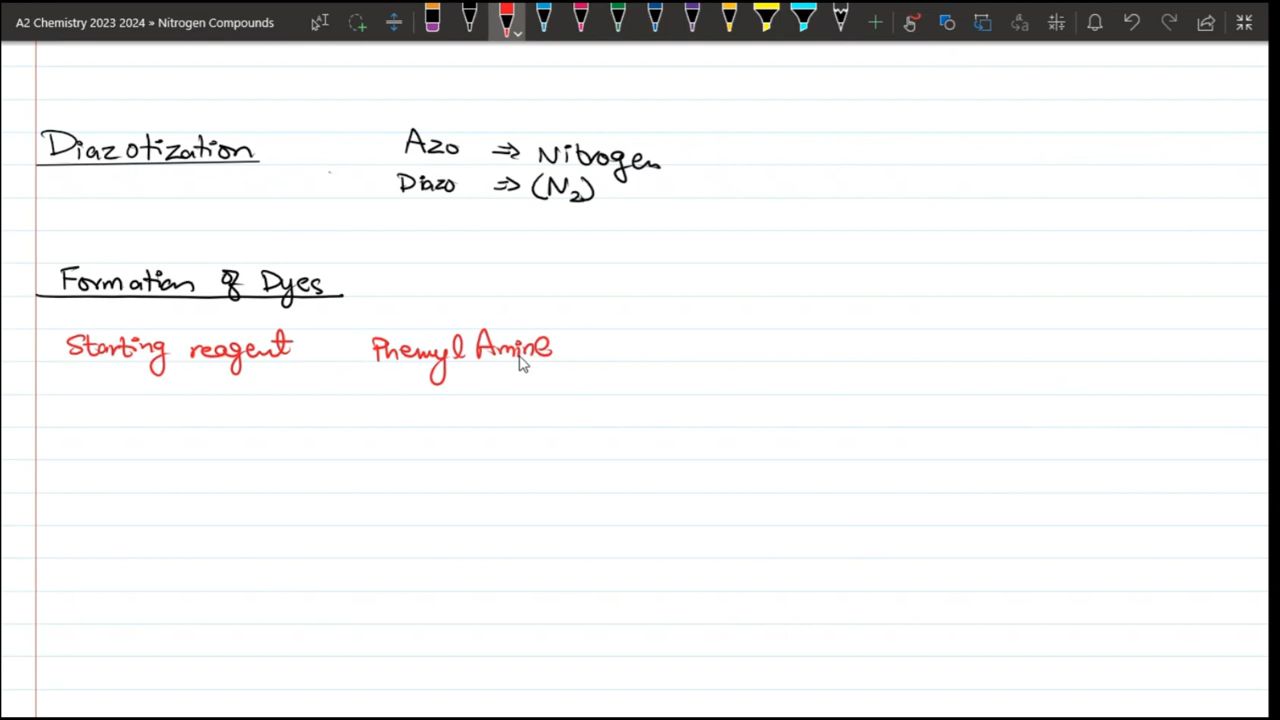 A2 Chemistry 2023 2024 » Nitrogen Compounds
Diazotization
Azo ⇒ Nitrogen
Diazo ⇒ (N₂)
Formation of Dyes
Starting reagent Phenyl Amine